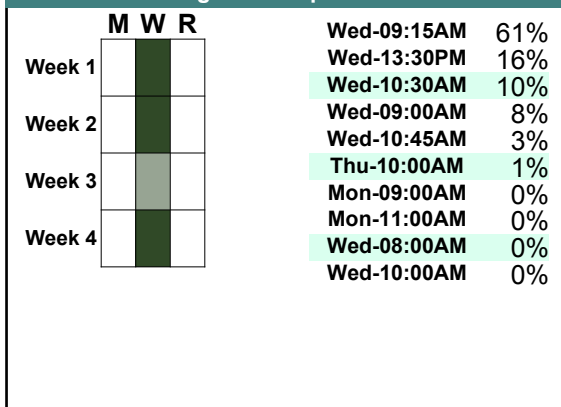 M W R
Week 1
Week 2
Week 3
Week 4
Wed-09:15AM 61%
Wed-13:30PM 16%
Wed-10:30AM 10%
Wed-09:00AM 8%
Wed-10:45AM 3%
Thu-10:00AM 1%
Mon-09:00AM 0%
Mon-11:00AM 0%
Wed-08:00AM 0%
Wed-10:00AM 0%